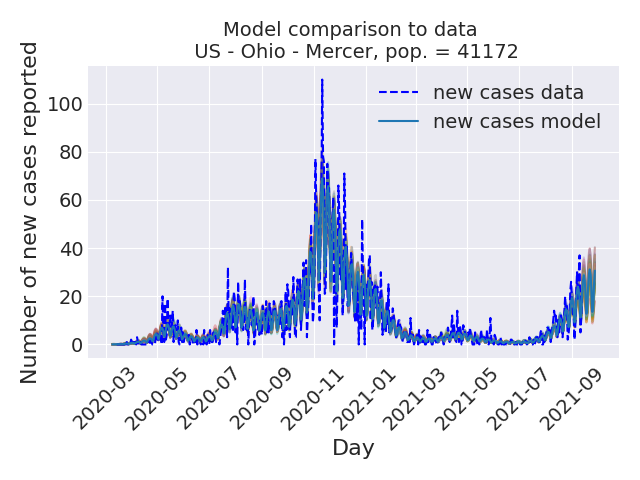 Model comparison to data
US - Ohio - Mercer, pop. = 41172
Number of new cases reported
100
80
60
40
20
0
new cases data
new cases model
2020-03
2020-05
2020-07
2020-09
2020-11
2021-01
2021-03
2021-05
2021-07
2021-09
Day